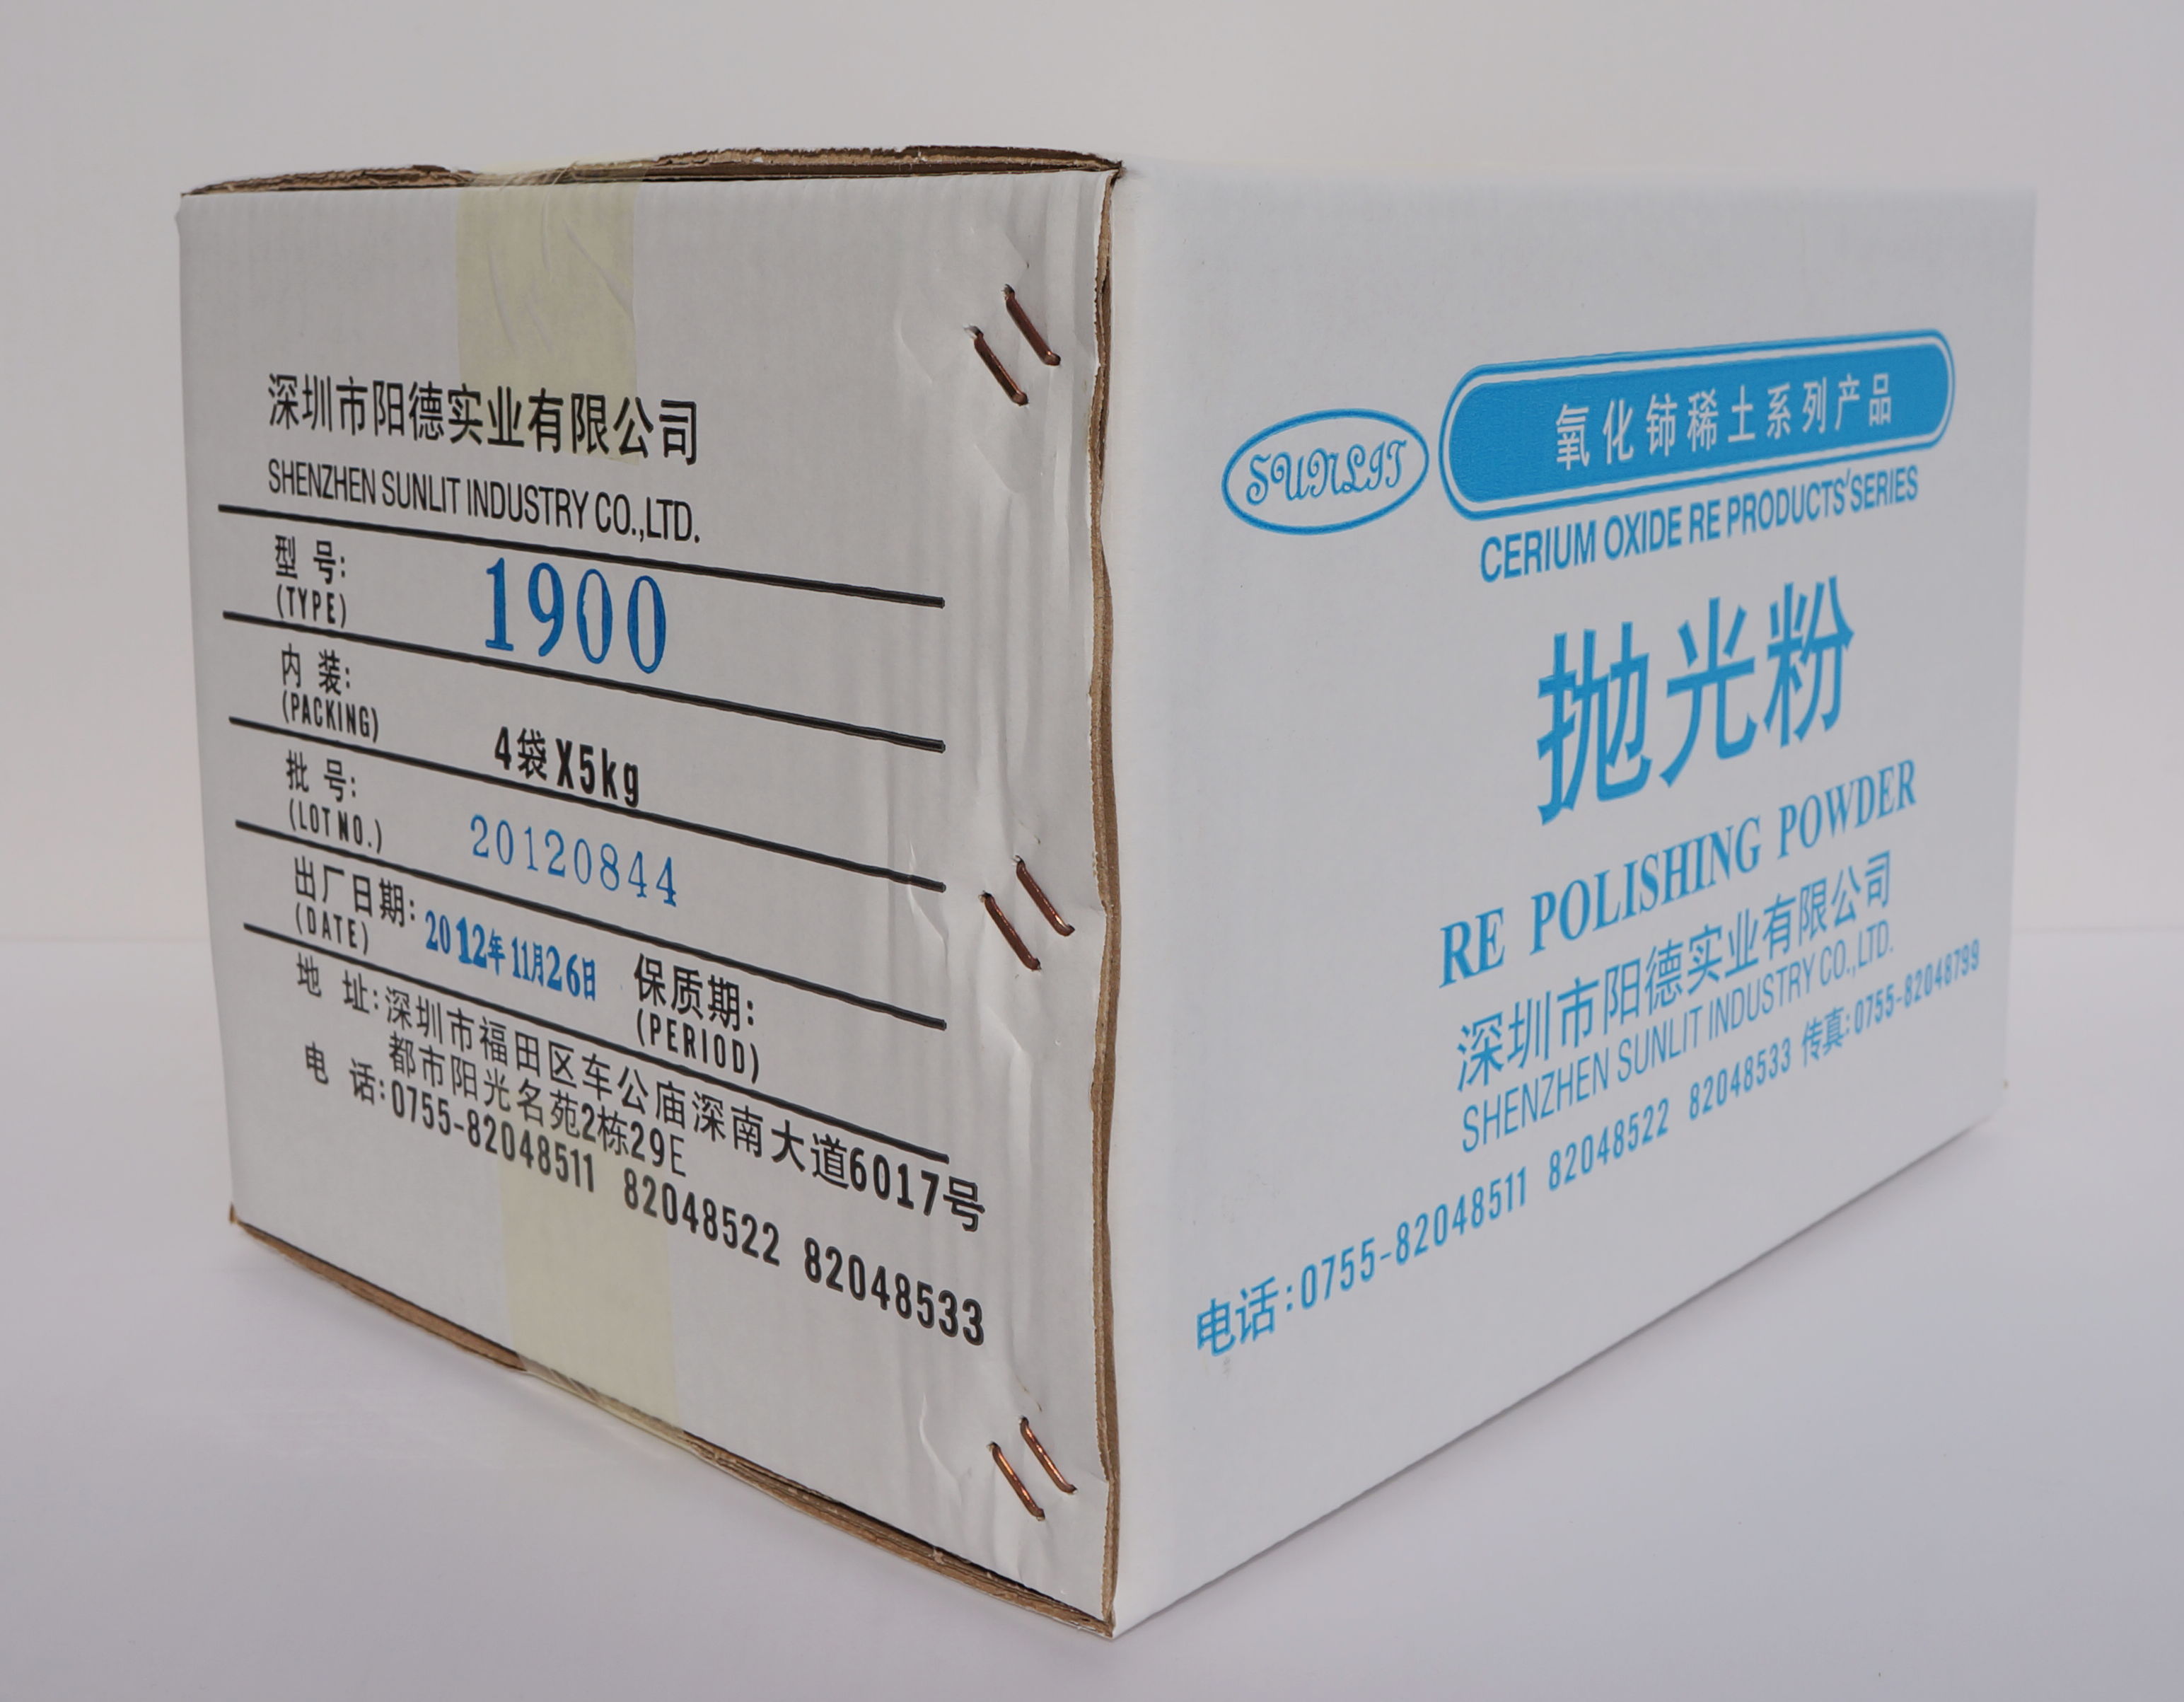 深圳市阳德实业有限公司
SHENZHEN SUNLIT INDUSTRY CO.,LTD.
型 号: 1900
(TYPE)
内 装:
(PACKING) 4袋X5kg
批 号:
(LOT NO.) 20120844
出厂日期: 2012年11月26日 保质期:
(DATE) (PERIOD)
地 址:深圳市福田区车公庙深南大道6017号
都市阳光名苑2栋29E
电 话:0755-82048511 82048522 82048533
SUNLIT
氧化铈稀土系列产品
CERIUM OXIDE RE PRODUCTS'SERIES
抛光粉
RE POLISHING POWDER
深圳市阳德实业有限公司
SHENZHEN SUNLIT INDUSTRY CO.,LTD.
电话:0755-82048511 82048522 82048533 传真:0755-82048799